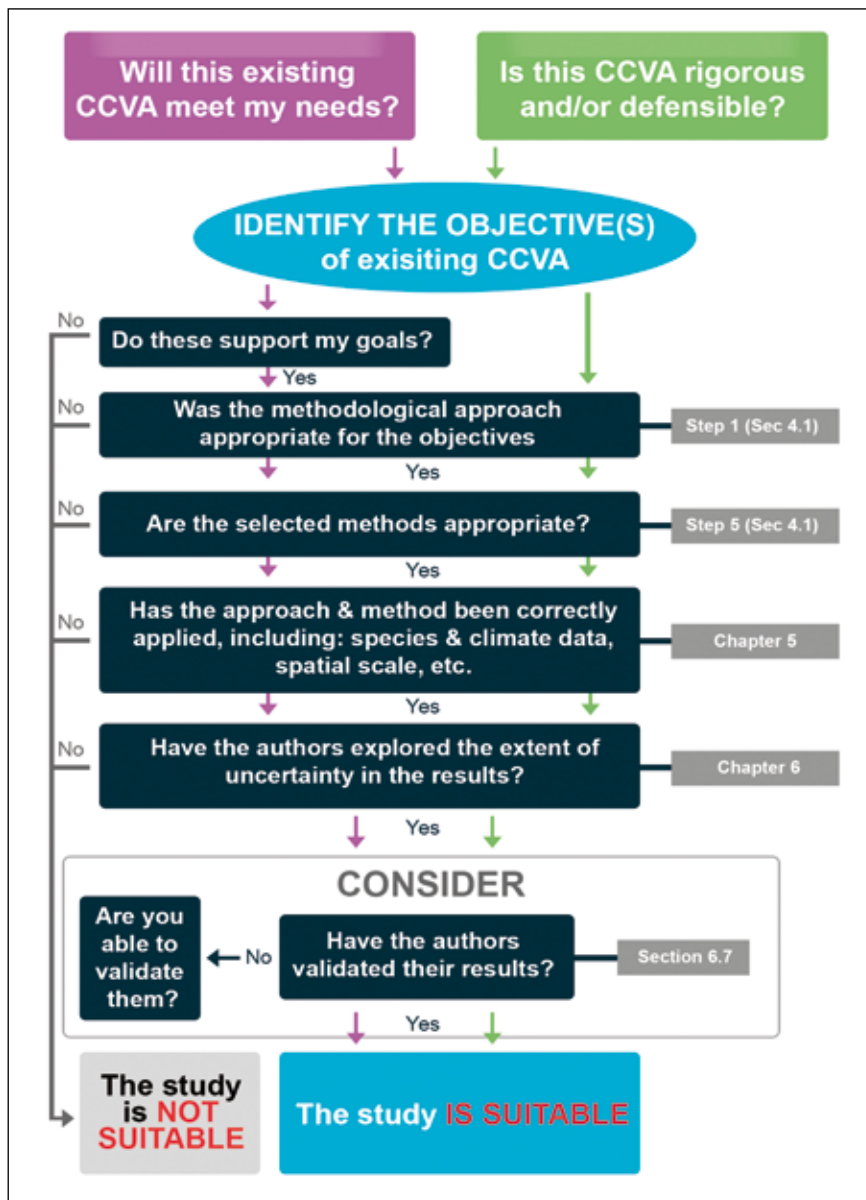 Will this existing
CCVA meet my needs?
Is this CCVA rigorous
and/or defensible?
IDENTIFY THE OBJECTIVE(S)
of exisiting CCVA
No
Do these support my goals?
Yes
No
Was the methodological approach
appropriate for the objectives
Step 1 (Sec 4.1)
Yes
No
Are the selected methods appropriate?
Step 5 (Sec 4.1)
Yes
No
Has the approach & method been correctly
applied, including: species & climate data,
spatial scale, etc.
Chapter 5
Yes
No
Have the authors explored the extent of
uncertainty in the results?
Chapter 6
Yes
CONSIDER
Are you
able to
validate
them?
No
Have the authors
validated their results?
Section 6.7
Yes
The study
is NOT
SUITABLE
The study IS SUITABLE